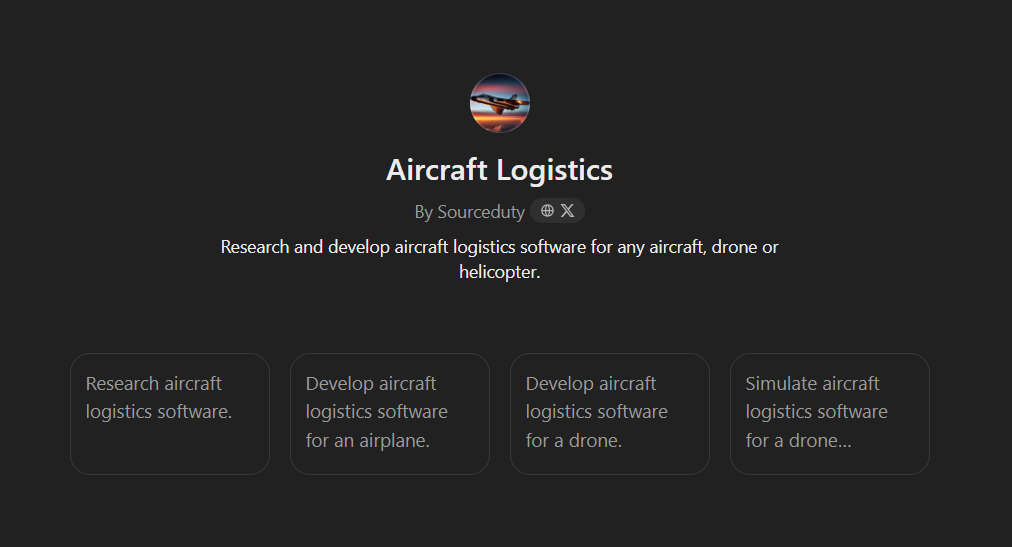 Aircraft Logistics
By Sourceduty
Research and develop aircraft logistics software for any aircraft, drone or
helicopter.
Research aircraft
logistics software.
Develop aircraft
logistics software
for an airplane.
Develop aircraft
logistics software
for a drone.
Simulate aircraft
logistics software
for a drone...